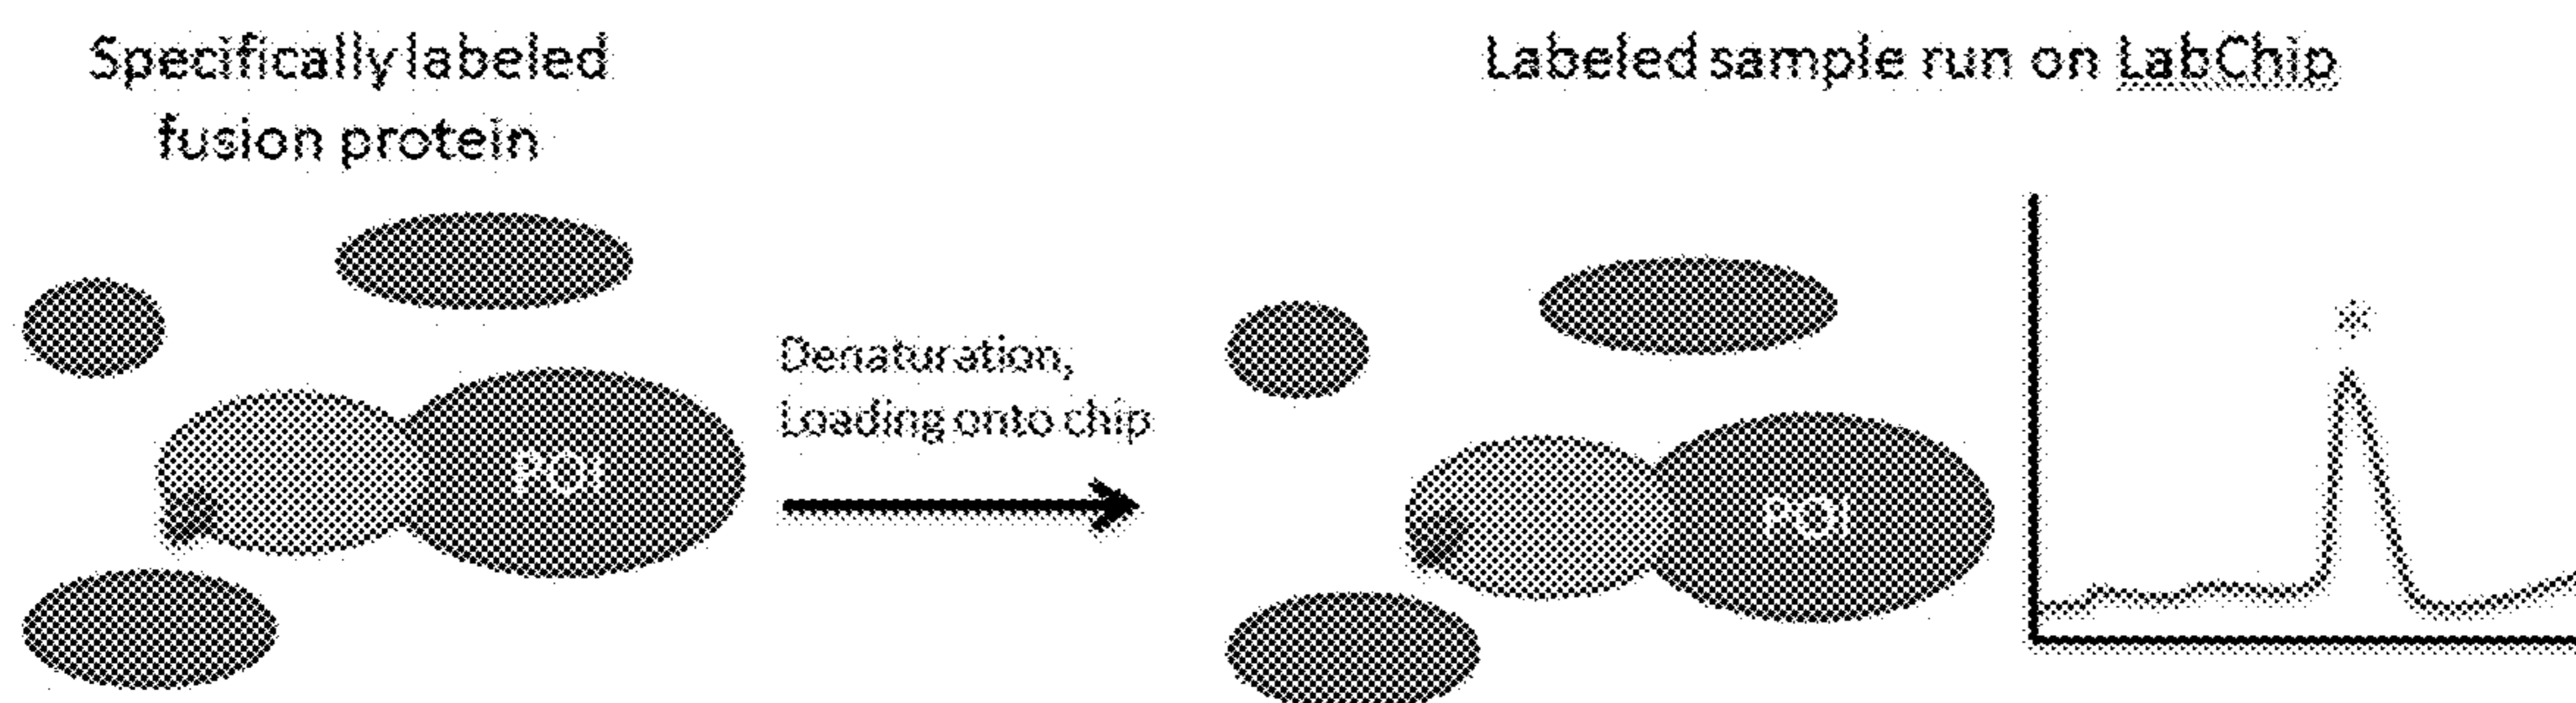 Specifically labeled
fusion protein
Labeled sample run on LabChip
Denaturation,
Loading onto chip
POI
POI
*